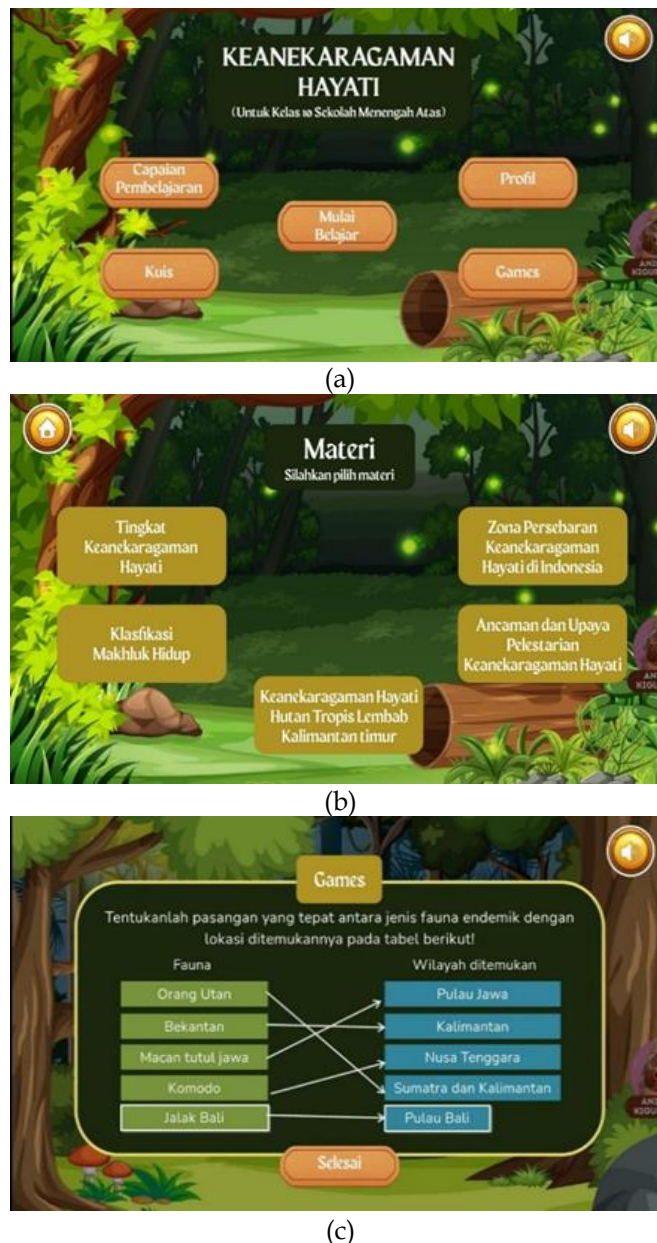 KEANEKARAGAMAN
HAYATI
(Untuk Kelas 10 Sekolah Menengah Atas)
Capaian
Pembelajaran
Profil
Mulai
Belajar
Kuis
Games
(a)
Materi
Silahkan pilih materi
Tingkat
Keanekaragaman
Hayati
Zona Persebaran
Keanekaragaman
Hayati di Indonesia
Klasfikasi
Makhluk Hidup
Ancaman dan Upaya
Pelestarian
Keanekaragaman Hayati
Keanekaragaman Hayati
Hutan Tropis Lembab
Kalimantan timur
(b)
Games
Tentukanlah pasangan yang tepat antara jenis fauna endemik dengan
lokasi ditemukannya pada tabel berikut!
Fauna
Wilayah ditemukan
Orang Utan
Pulau Jawa
Bekantan
Kalimantan
Macan tutul jawa
Nusa Tenggara
Komodo
Sumatra dan Kalimantan
Jalak Bali
Pulau Bali
Selesai
(c)